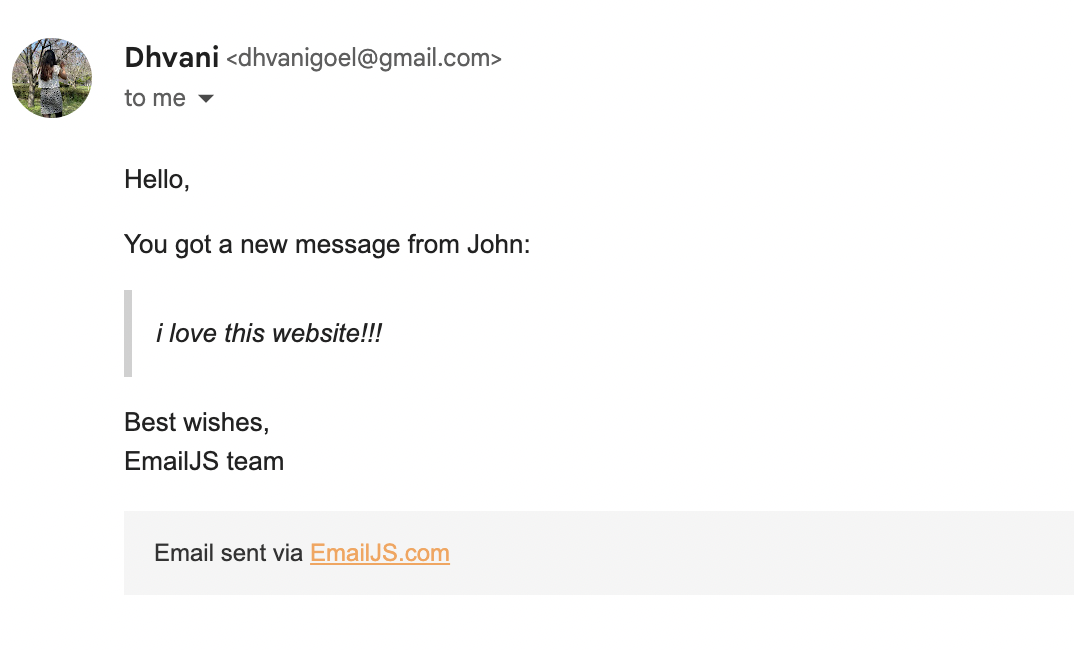 Dhvani <dhvanigoel@gmail.com>
to me
Hello,
You got a new message from John:
i love this website!!!
Best wishes,
EmailJS team
Email sent via EmailJS.com